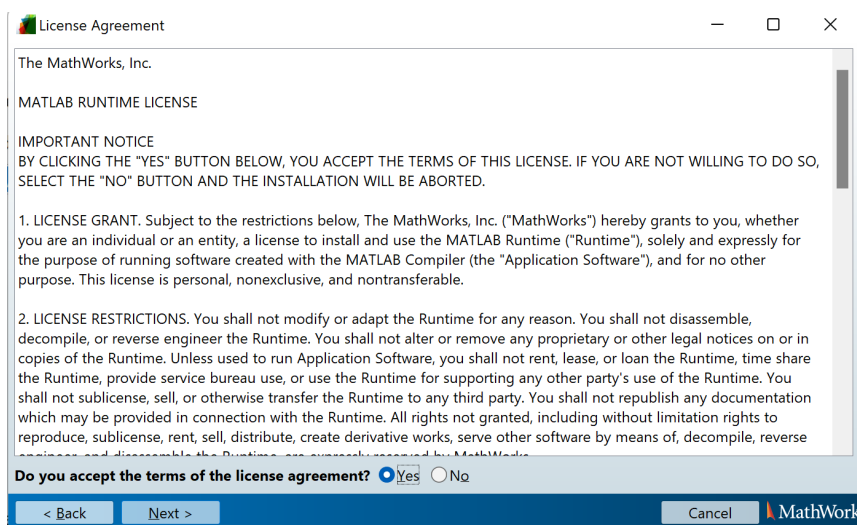 License Agreement
The MathWorks, Inc.
MATLAB RUNTIME LICENSE
IMPORTANT NOTICE
BY CLICKING THE "YES" BUTTON BELOW, YOU ACCEPT THE TERMS OF THIS LICENSE. IF YOU ARE NOT WILLING TO DO SO,
SELECT THE "NO" BUTTON AND THE INSTALLATION WILL BE ABORTED.
1. LICENSE GRANT. Subject to the restrictions below, The MathWorks, Inc. ("MathWorks") hereby grants to you, whether
you are an individual or an entity, a license to install and use the MATLAB Runtime ("Runtime"), solely and expressly for
the purpose of running software created with the MATLAB Compiler (the "Application Software"), and for no other
purpose. This license is personal, nonexclusive, and nontransferable.
2. LICENSE RESTRICTIONS. You shall not modify or adapt the Runtime for any reason. You shall not disassemble,
decompile, or reverse engineer the Runtime. You shall not alter or remove any proprietary or other legal notices on or in
copies of the Runtime. Unless used to run Application Software, you shall not rent, lease, or loan the Runtime, time share
the Runtime, provide service bureau use, or use the Runtime for supporting any other party's use of the Runtime. You
shall not sublicense, sell, or otherwise transfer the Runtime to any third party. You shall not republish any documentation
which may be provided in connection with the Runtime. All rights not granted, including without limitation rights to
reproduce, sublicense, rent, sell, distribute, create derivative works, serve other software by means of, decompile, reverse
engineer, and disassemble the Runtime, are expressly reserved by MathWorks.
Do you accept the terms of the license agreement? Yes No
< Back Next > Cancel MathWork